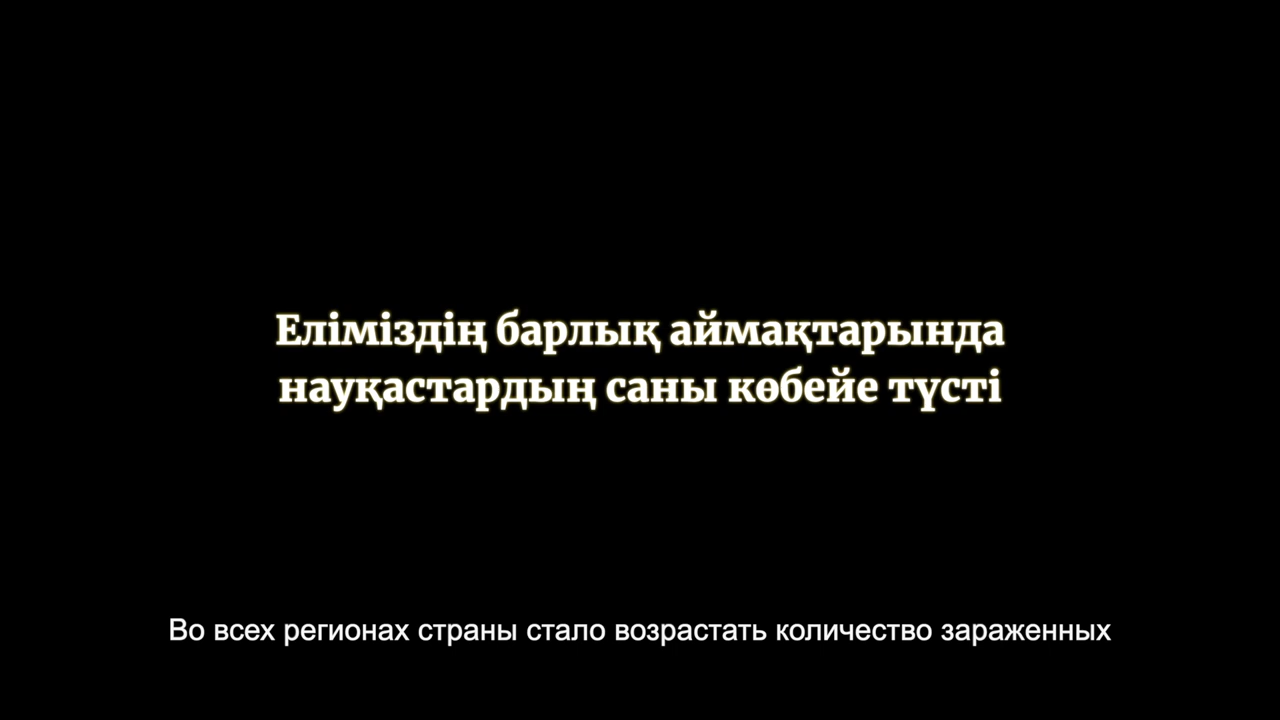 Еліміздің барлық аймақтарында
науқастардың саны көбейе түсті
Во всех регионах страны стало возрастать количество зараженных